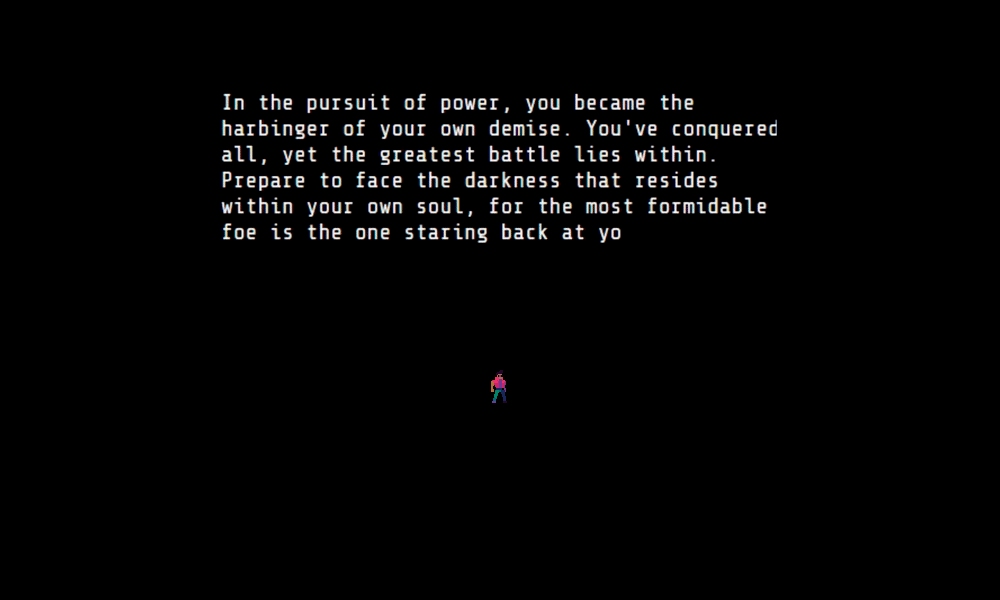 In the pursuit of power, you became the
harbinger of your own demise. You've conquered
all, yet the greatest battle lies within.
Prepare to face the darkness that resides
within your own soul, for the most formidable
foe is the one staring back at yo